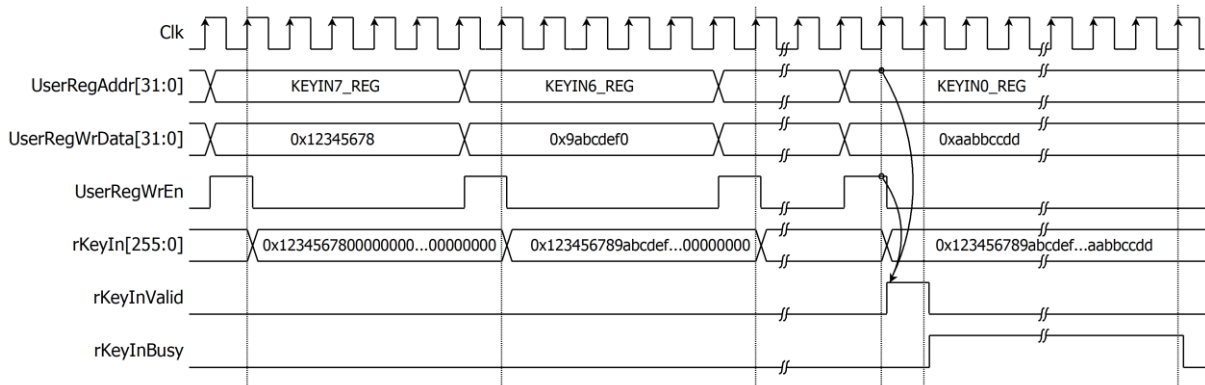 Clk
UserRegAddr[31:0] KEYIN7_REG KEYIN6_REG KEYIN0_REG
UserRegWrData[31:0] 0x12345678 0x9abcdef0 0xaabbccdd
UserRegWrEn
rKeyIn[255:0] 0x1234567800000000...00000000 0x123456789abcdef...00000000 0x123456789abcdef...aabbccdd
rKeyInValid
rKeyInBusy